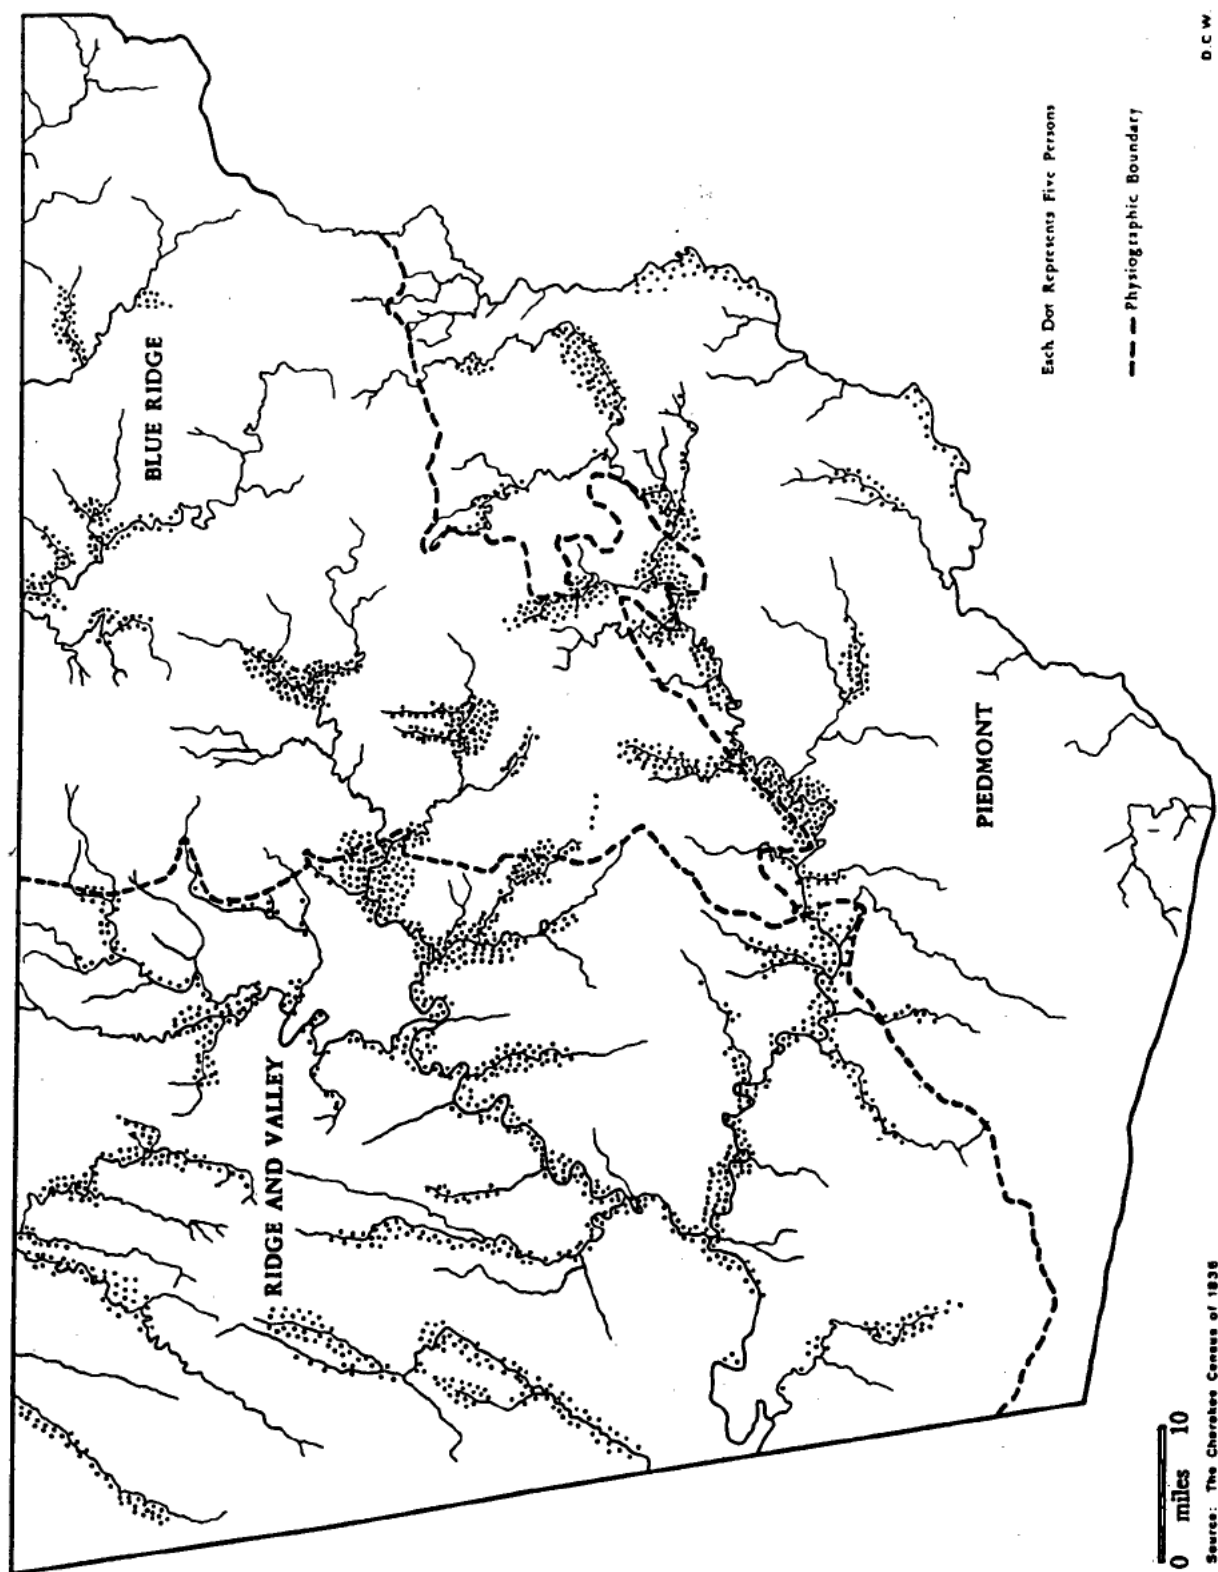 BLUE RIDGE
RIDGE AND VALLEY
PIEDMONT
Each Dot Represents Five Persons
Physiographic Boundary
0 miles 10
Source: The Cherokee Census of 1836
D.C.W.